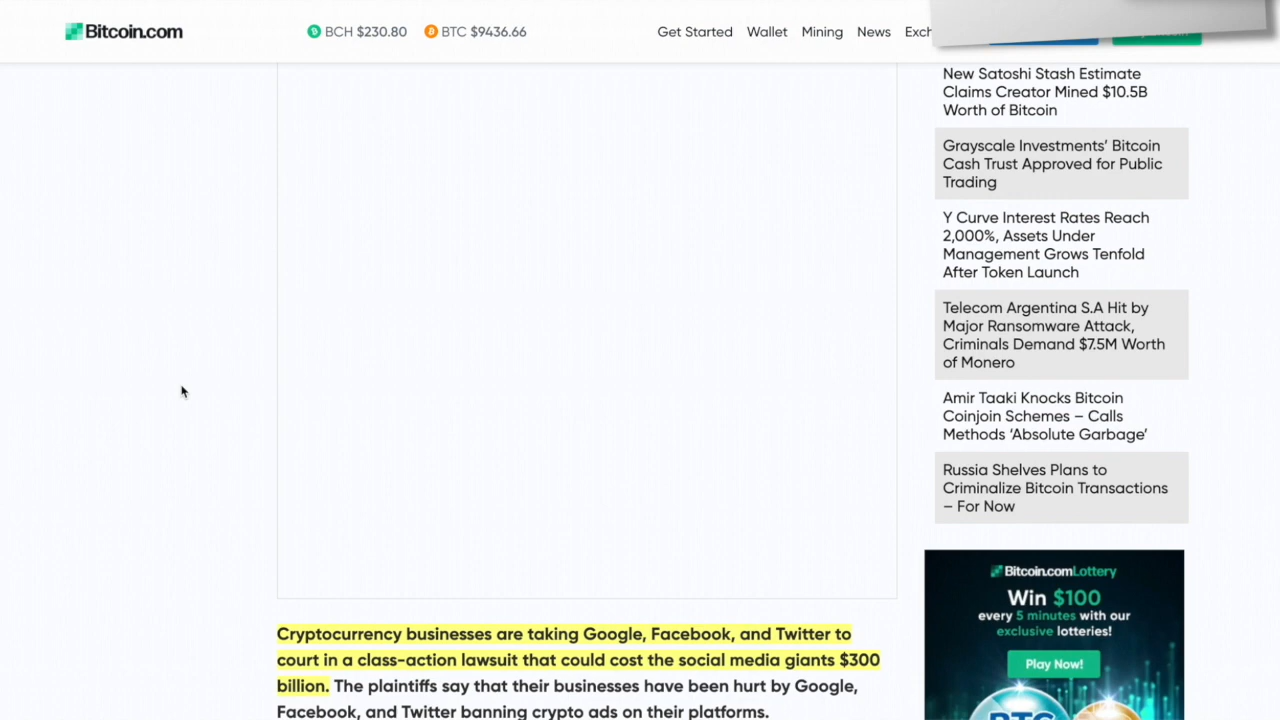 Bitcoin.com
BCH $230.80
BTC $9436.66
Get Started
Wallet
Mining
News
New Satoshi Stash Estimate
Claims Creator Mined $10.5B
Worth of Bitcoin
Grayscale Investments’ Bitcoin
Cash Trust Approved for Public
Trading
Y Curve Interest Rates Reach
2,000%, Assets Under
Management Grows Tenfold
After Token Launch
Telecom Argentina S.A Hit by
Major Ransomware Attack,
Criminals Demand $7.5M Worth
of Monero
Amir Taaki Knocks Bitcoin
Coinjoin Schemes – Calls
Methods ‘Absolute Garbage’
Russia Shelves Plans to
Criminalize Bitcoin Transactions
– For Now
Bitcoin.comLottery
Win $100
every 5 minutes with our
exclusive lotteries!
Play Now!
BTC
Cryptocurrency businesses are taking Google, Facebook, and Twitter to
court in a class-action lawsuit that could cost the social media giants $300
billion. The plaintiffs say that their businesses have been hurt by Google,
Facebook, and Twitter banning crypto ads on their platforms.